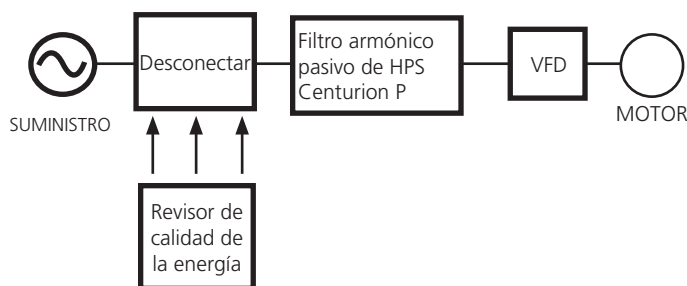 SUMINISTRO
Desconectar
Filtro armónico
pasivo de HPS
Centurion P
VFD
MOTOR
Revisor de
calidad de
la energía